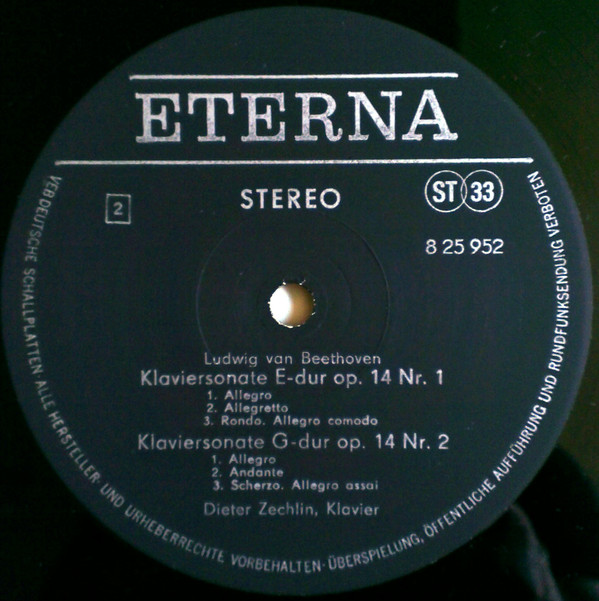 ETERNA
2
STEREO
ST 33
8 25 952
Ludwig van Beethoven
Klaviersonate E-dur op. 14 Nr. 1
1. Allegro
2. Allegretto
3. Rondo. Allegro comodo
Klaviersonate G-dur op. 14 Nr. 2
1. Allegro
2. Andante
3. Scherzo. Allegro assai
Dieter Zechlin, Klavier
VEB DEUTSCHE SCHALLPLATTEN · ALLE HERSTELLER- UND URHEBERRECHTE VORBEHALTEN · ÜBERSPIELUNG, ÖFFENTLICHE AUFFÜHRUNG UND RUNDFUNKSENDUNG VERBOTEN